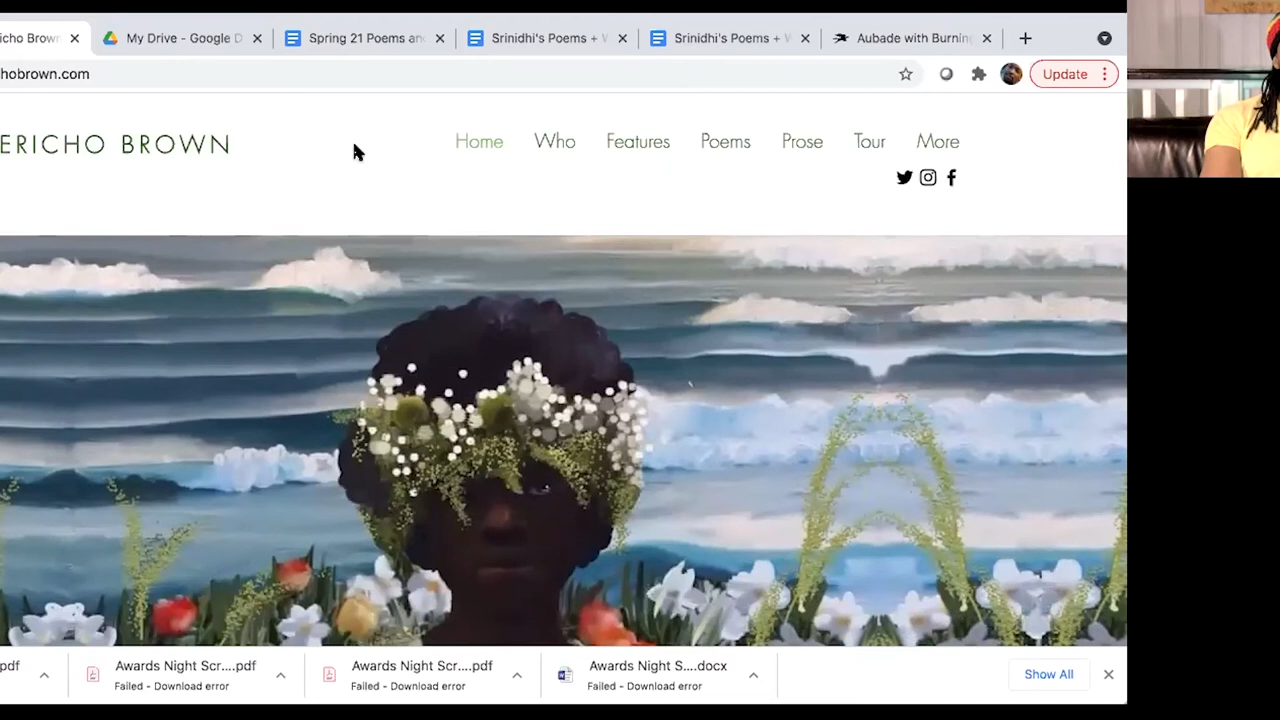 icho Brown
My Drive - Google D
Spring 21 Poems an
Srinidhi's Poems + W
Srinidhi's Poems + W
Aubade with Burnin
hobrown.com
Update
ERICHO BROWN
Home Who Features Poems Prose Tour More
pdf
Awards Night Scr....pdf
Failed - Download error
Awards Night Scr....pdf
Failed - Download error
Awards Night S....docx
Failed - Download error
Show All